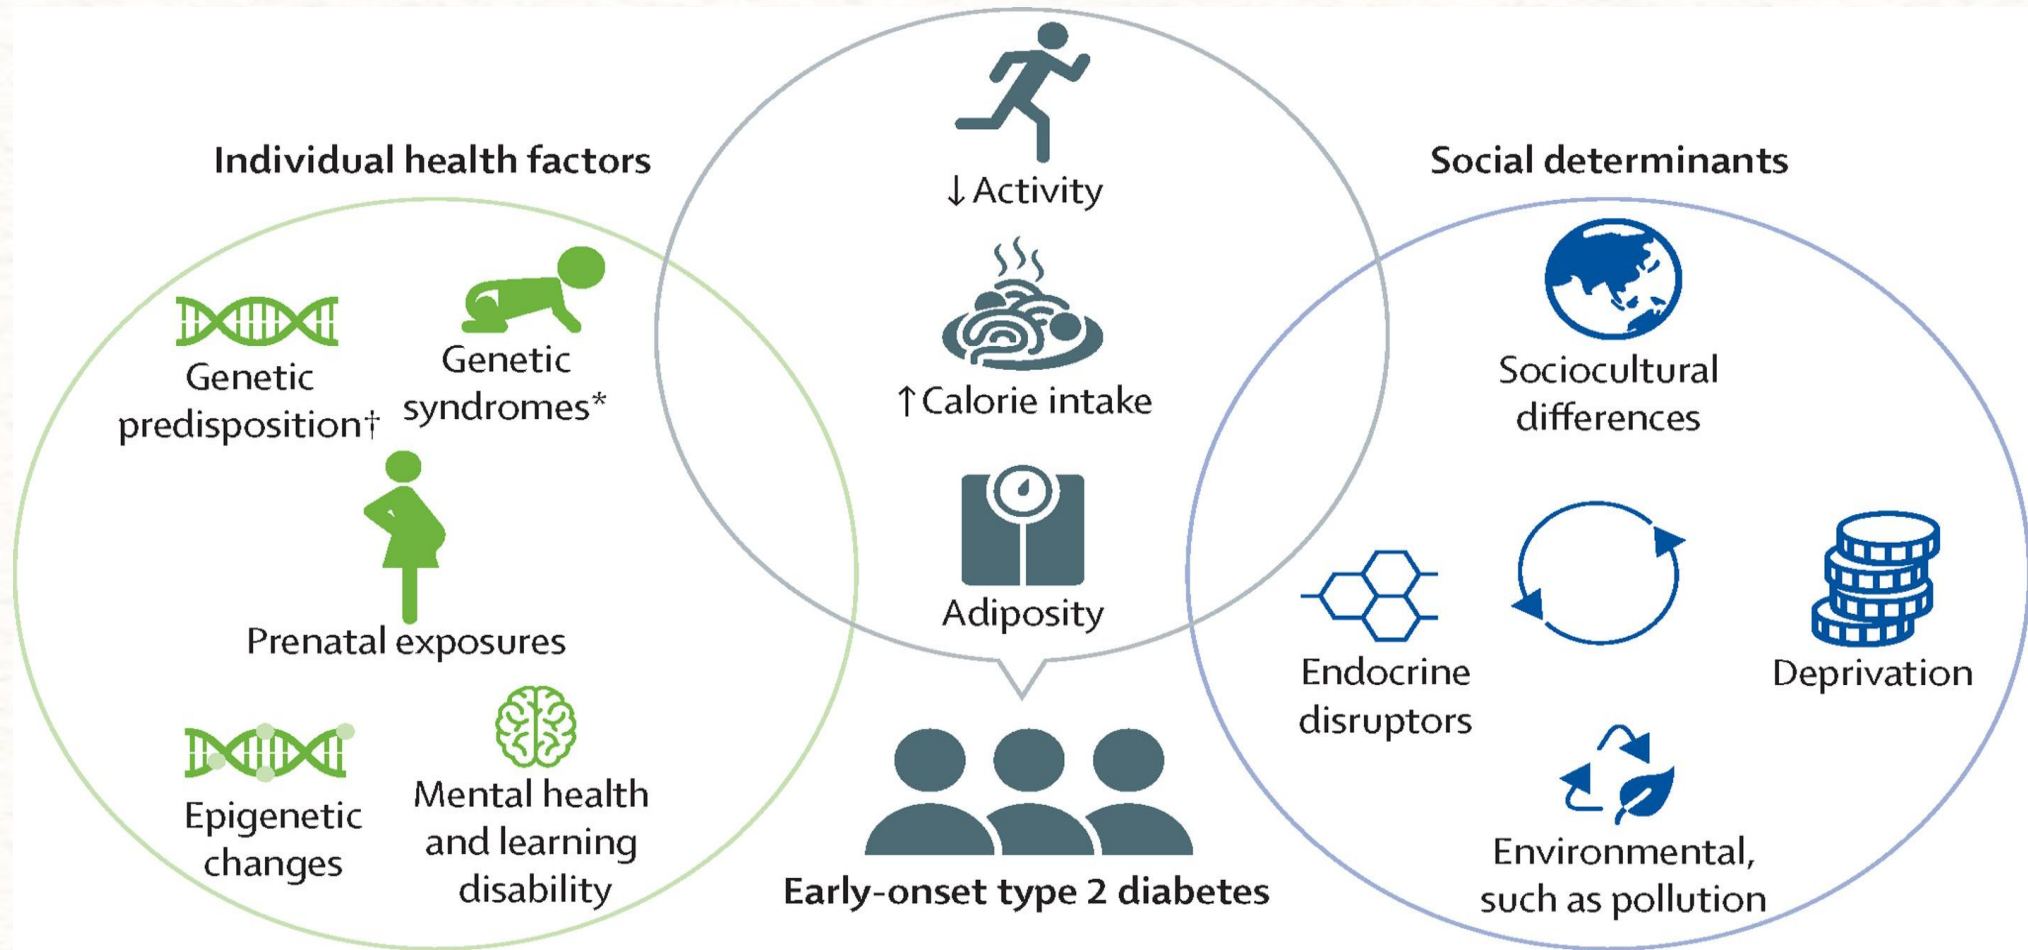 Individual health factors
Genetic
predisposition†
Genetic
syndromes*
Prenatal exposures
Epigenetic
changes
Mental health
and learning
disability
↓Activity
↑Calorie intake
Adiposity
Early-onset type 2 diabetes
Social determinants
Sociocultural
differences
Endocrine
disruptors
Deprivation
Environmental,
such as pollution